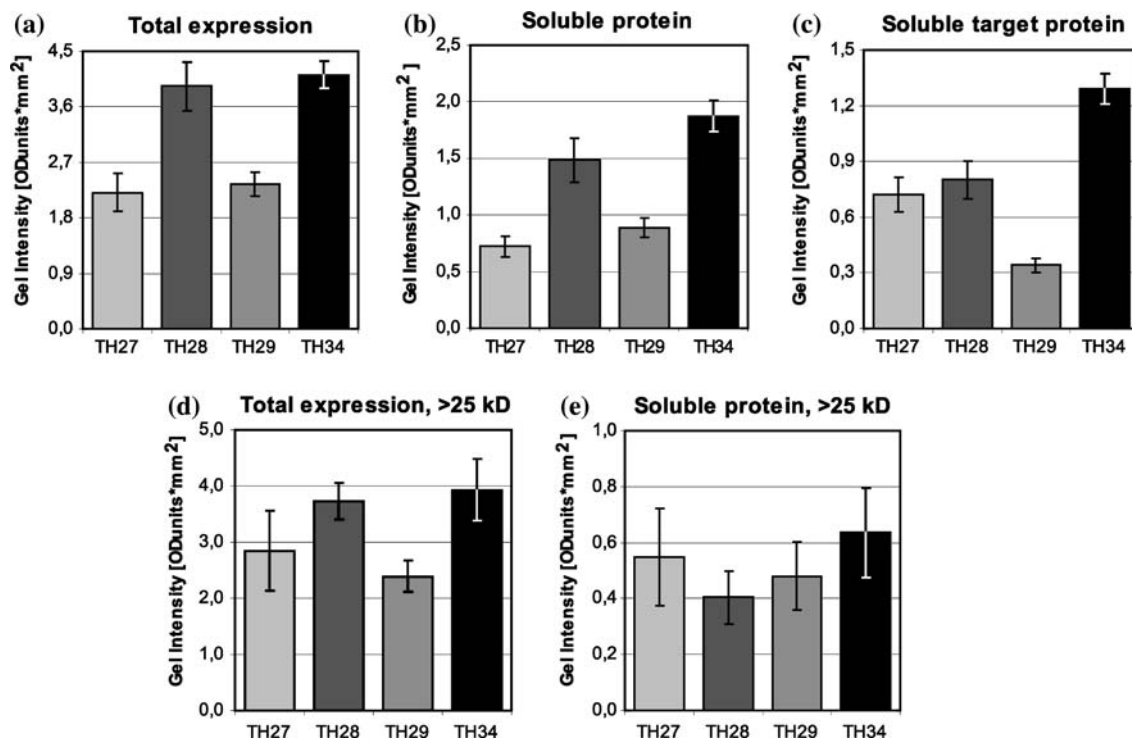 (a) Total expression
Gel Intensity [ODunits*mm²]
4,5
3,6
2,7
1,8
0,9
0,0
TH27 TH28 TH29 TH34
(b) Soluble protein
Gel Intensity [ODunits*mm²]
2,5
2,0
1,5
1,0
0,5
0,0
TH27 TH28 TH29 TH34
(c) Soluble target protein
Gel Intensity [ODunits*mm²]
1,5
1,2
0,9
0,6
0,3
0,0
TH27 TH28 TH29 TH34
(d) Total expression, >25 kD
Gel Intensity [ODunits*mm²]
5,0
4,0
3,0
2,0
1,0
0,0
TH27 TH28 TH29 TH34
(e) Soluble protein, >25 kD
Gel Intensity [ODunits*mm²]
1,0
0,8
0,6
0,4
0,2
0,0
TH27 TH28 TH29 TH34